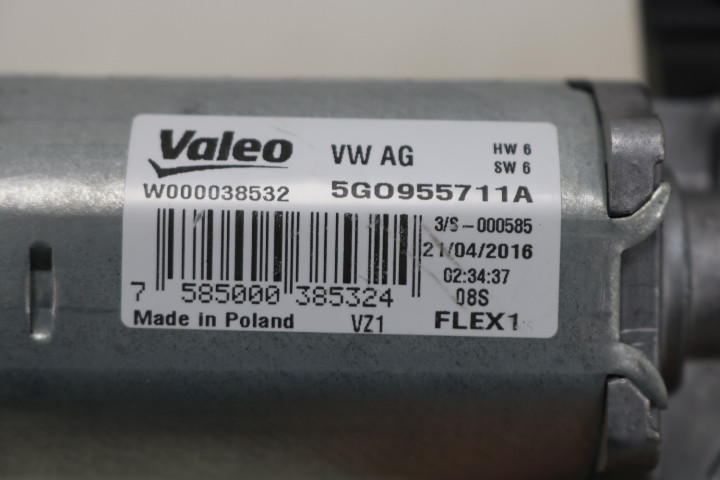 Valeo VW AG HW 6
SW 6
W000038532 5G0955711A
3/S-000585
21/04/2016
02:34:37
7 585000 385324 08S
Made in Poland VZ1 FLEX1